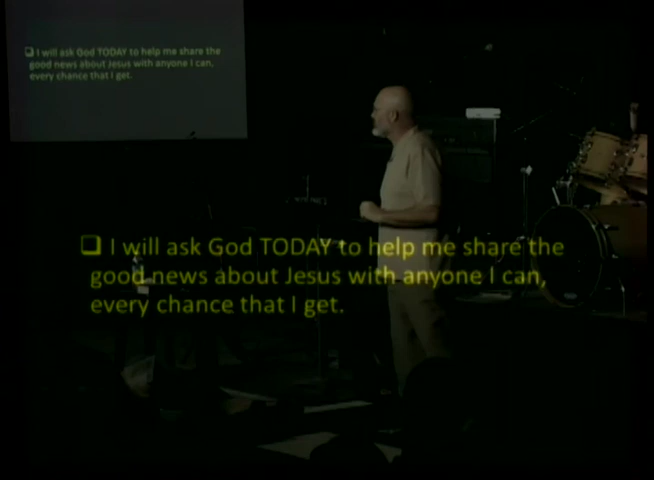 ❑ I will ask God TODAY to help me share the
good news about Jesus with anyone I can,
every chance that I get.
❑ I will ask God TODAY to help me share the
good news about Jesus with anyone I can,
every chance that I get.